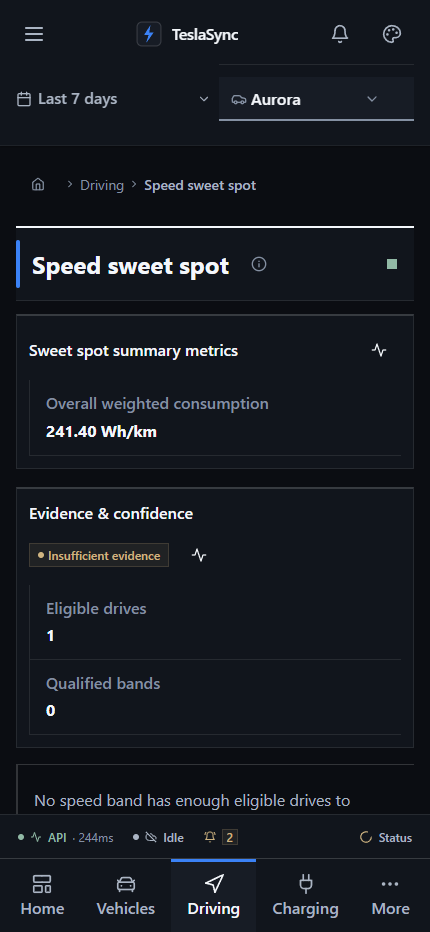 TeslaSync
Last 7 days
Aurora
Driving
Speed sweet spot
Speed sweet spot
Sweet spot summary metrics
Overall weighted consumption
241.40 Wh/km
Evidence & confidence
Insufficient evidence
Eligible drives
1
Qualified bands
0
No speed band has enough eligible drives to
API · 244ms
Idle
2
Status
Home
Vehicles
Driving
Charging
More